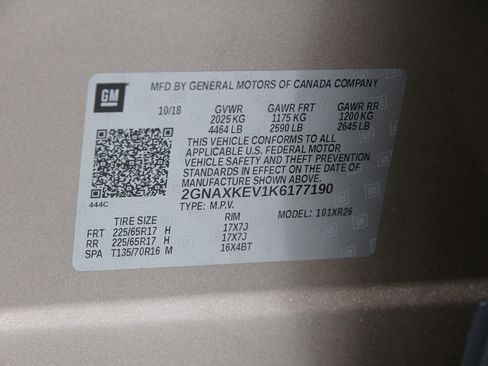 GM
MFD BY GENERAL MOTORS OF CANADA COMPANY
10/18 GVWR GAWR FRT GAWR RR
2025 KG 1175 KG 1200 KG
4464 LB 2590 LB 2645 LB
THIS VEHICLE CONFORMS TO ALL
APPLICABLE U.S. FEDERAL MOTOR
VEHICLE SAFETY AND THEFT PREVENTION
STANDARDS IN EFFECT ON THE DATE OF
MANUFACTURE SHOWN ABOVE.
2GNAXKEV1K6177190
444C TYPE: M.P.V. MODEL: 101XR26
TIRE SIZE RIM
FRT 225/65R17 H 17X7J
RR 225/65R17 H 17X7J
SPA T135/70R16 M 16X4BT